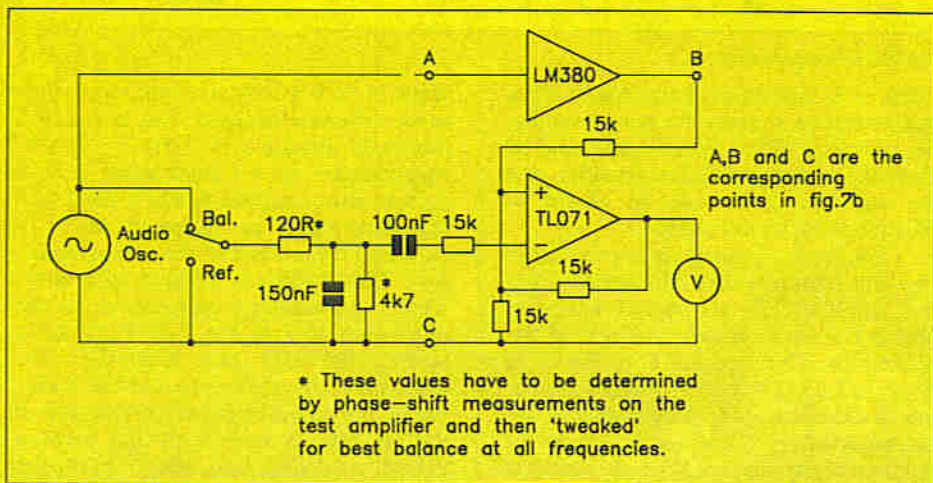 A
LM380
B
15k
A,B and C are the
corresponding
points in fig.7b
Audio
Osc.
Bal.
Ref.
120R*
100nF
15k
+
TL071
−
15k
V
150nF
*
4k7
C
15k
* These values have to be determined
by phase–shift measurements on the
test amplifier and then 'tweaked'
for best balance at all frequencies.